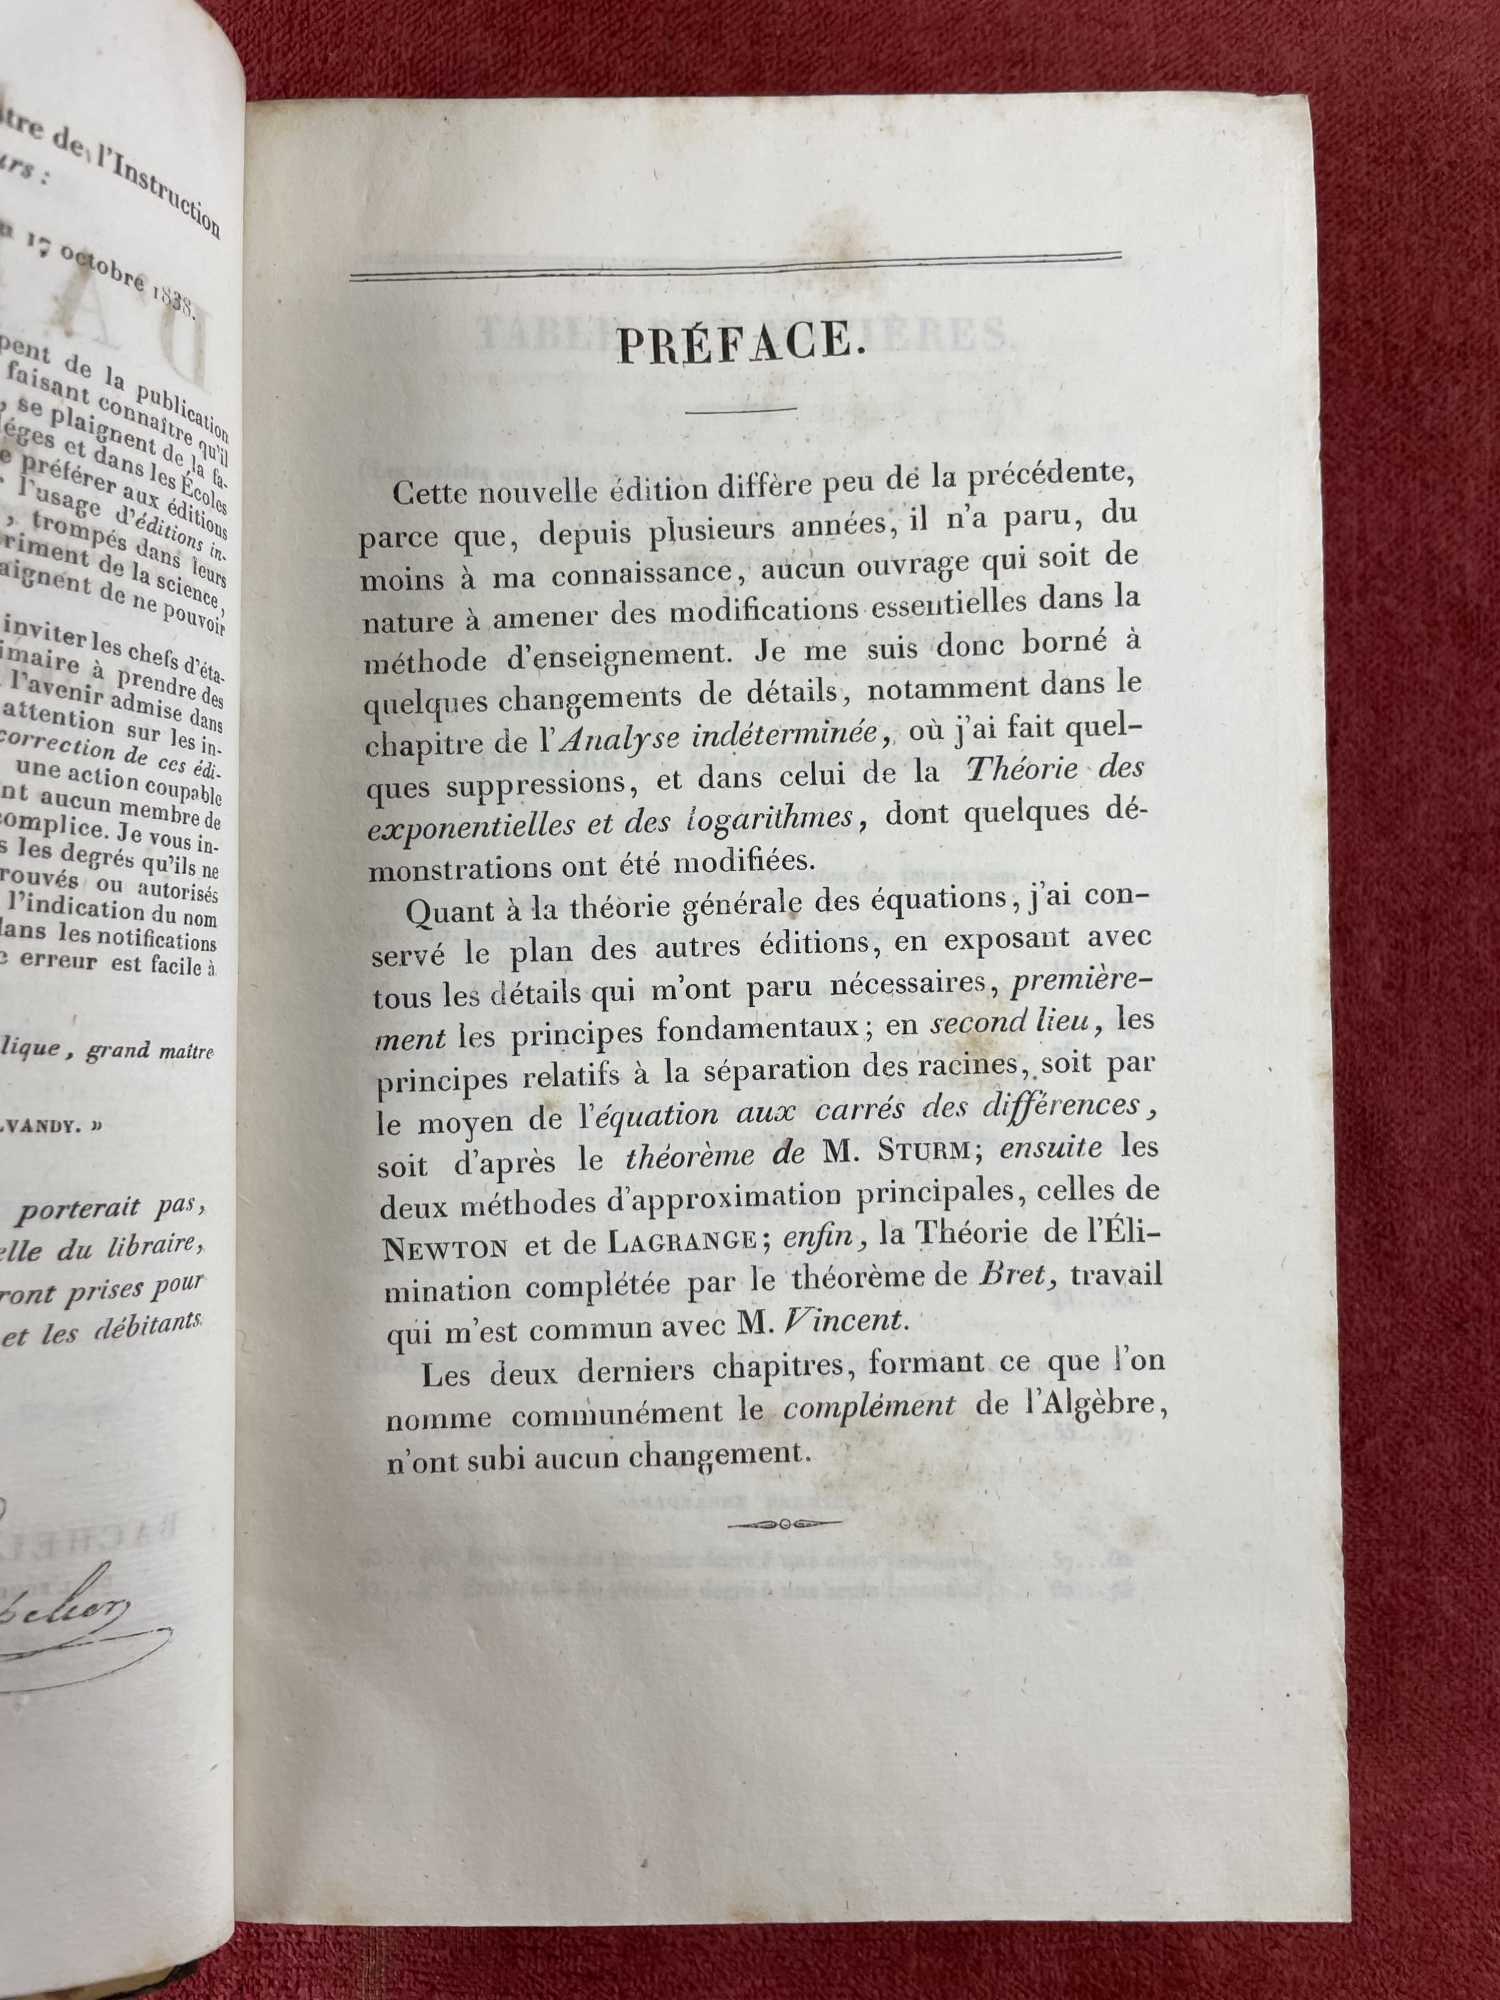 stre de l'Instruction
urs :
17 octobre 1838.
D'A
pent de la publication
faisant connaître qu'il
, se plaignent de la fa-
léges et dans les Écoles
e préférer aux éditions
l'usage d'éditions in-
, trompés dans leurs
riment de la science,
aignent de ne pouvoir
inviter les chefs d'éta-
imaire à prendre des
l'avenir admise dans
attention sur les in-
correction de ces édi-
une action coupable
nt aucun membre de
complice. Je vous in-
s les degrés qu'ils ne
rouvés ou autorisés
l'indication du nom
dans les notifications
e erreur est facile à
lique, grand maître
LVANDY. »
porterait pas,
elle du libraire,
ront prises pour
et les débitants
PRÉFACE.
Cette nouvelle édition diffère peu de la précédente,
parce que, depuis plusieurs années, il n'a paru, du
moins à ma connaissance, aucun ouvrage qui soit de
nature à amener des modifications essentielles dans la
méthode d'enseignement. Je me suis donc borné à
quelques changements de détails, notamment dans le
chapitre de l'Analyse indéterminée, où j'ai fait quel-
ques suppressions, et dans celui de la Théorie des
exponentielles et des logarithmes, dont quelques dé-
monstrations ont été modifiées.
Quant à la théorie générale des équations, j'ai con-
servé le plan des autres éditions, en exposant avec
tous les détails qui m'ont paru nécessaires, première-
ment les principes fondamentaux; en second lieu, les
principes relatifs à la séparation des racines, soit par
le moyen de l'équation aux carrés des différences,
soit d'après le théorème de M. STURM; ensuite les
deux méthodes d'approximation principales, celles de
NEWTON et de LAGRANGE; enfin, la Théorie de l'Éli-
mination complétée par le théorème de Bret, travail
qui m'est commun avec M. Vincent.
Les deux derniers chapitres, formant ce que l'on
nomme communément le complément de l'Algèbre,
n'ont subi aucun changement.